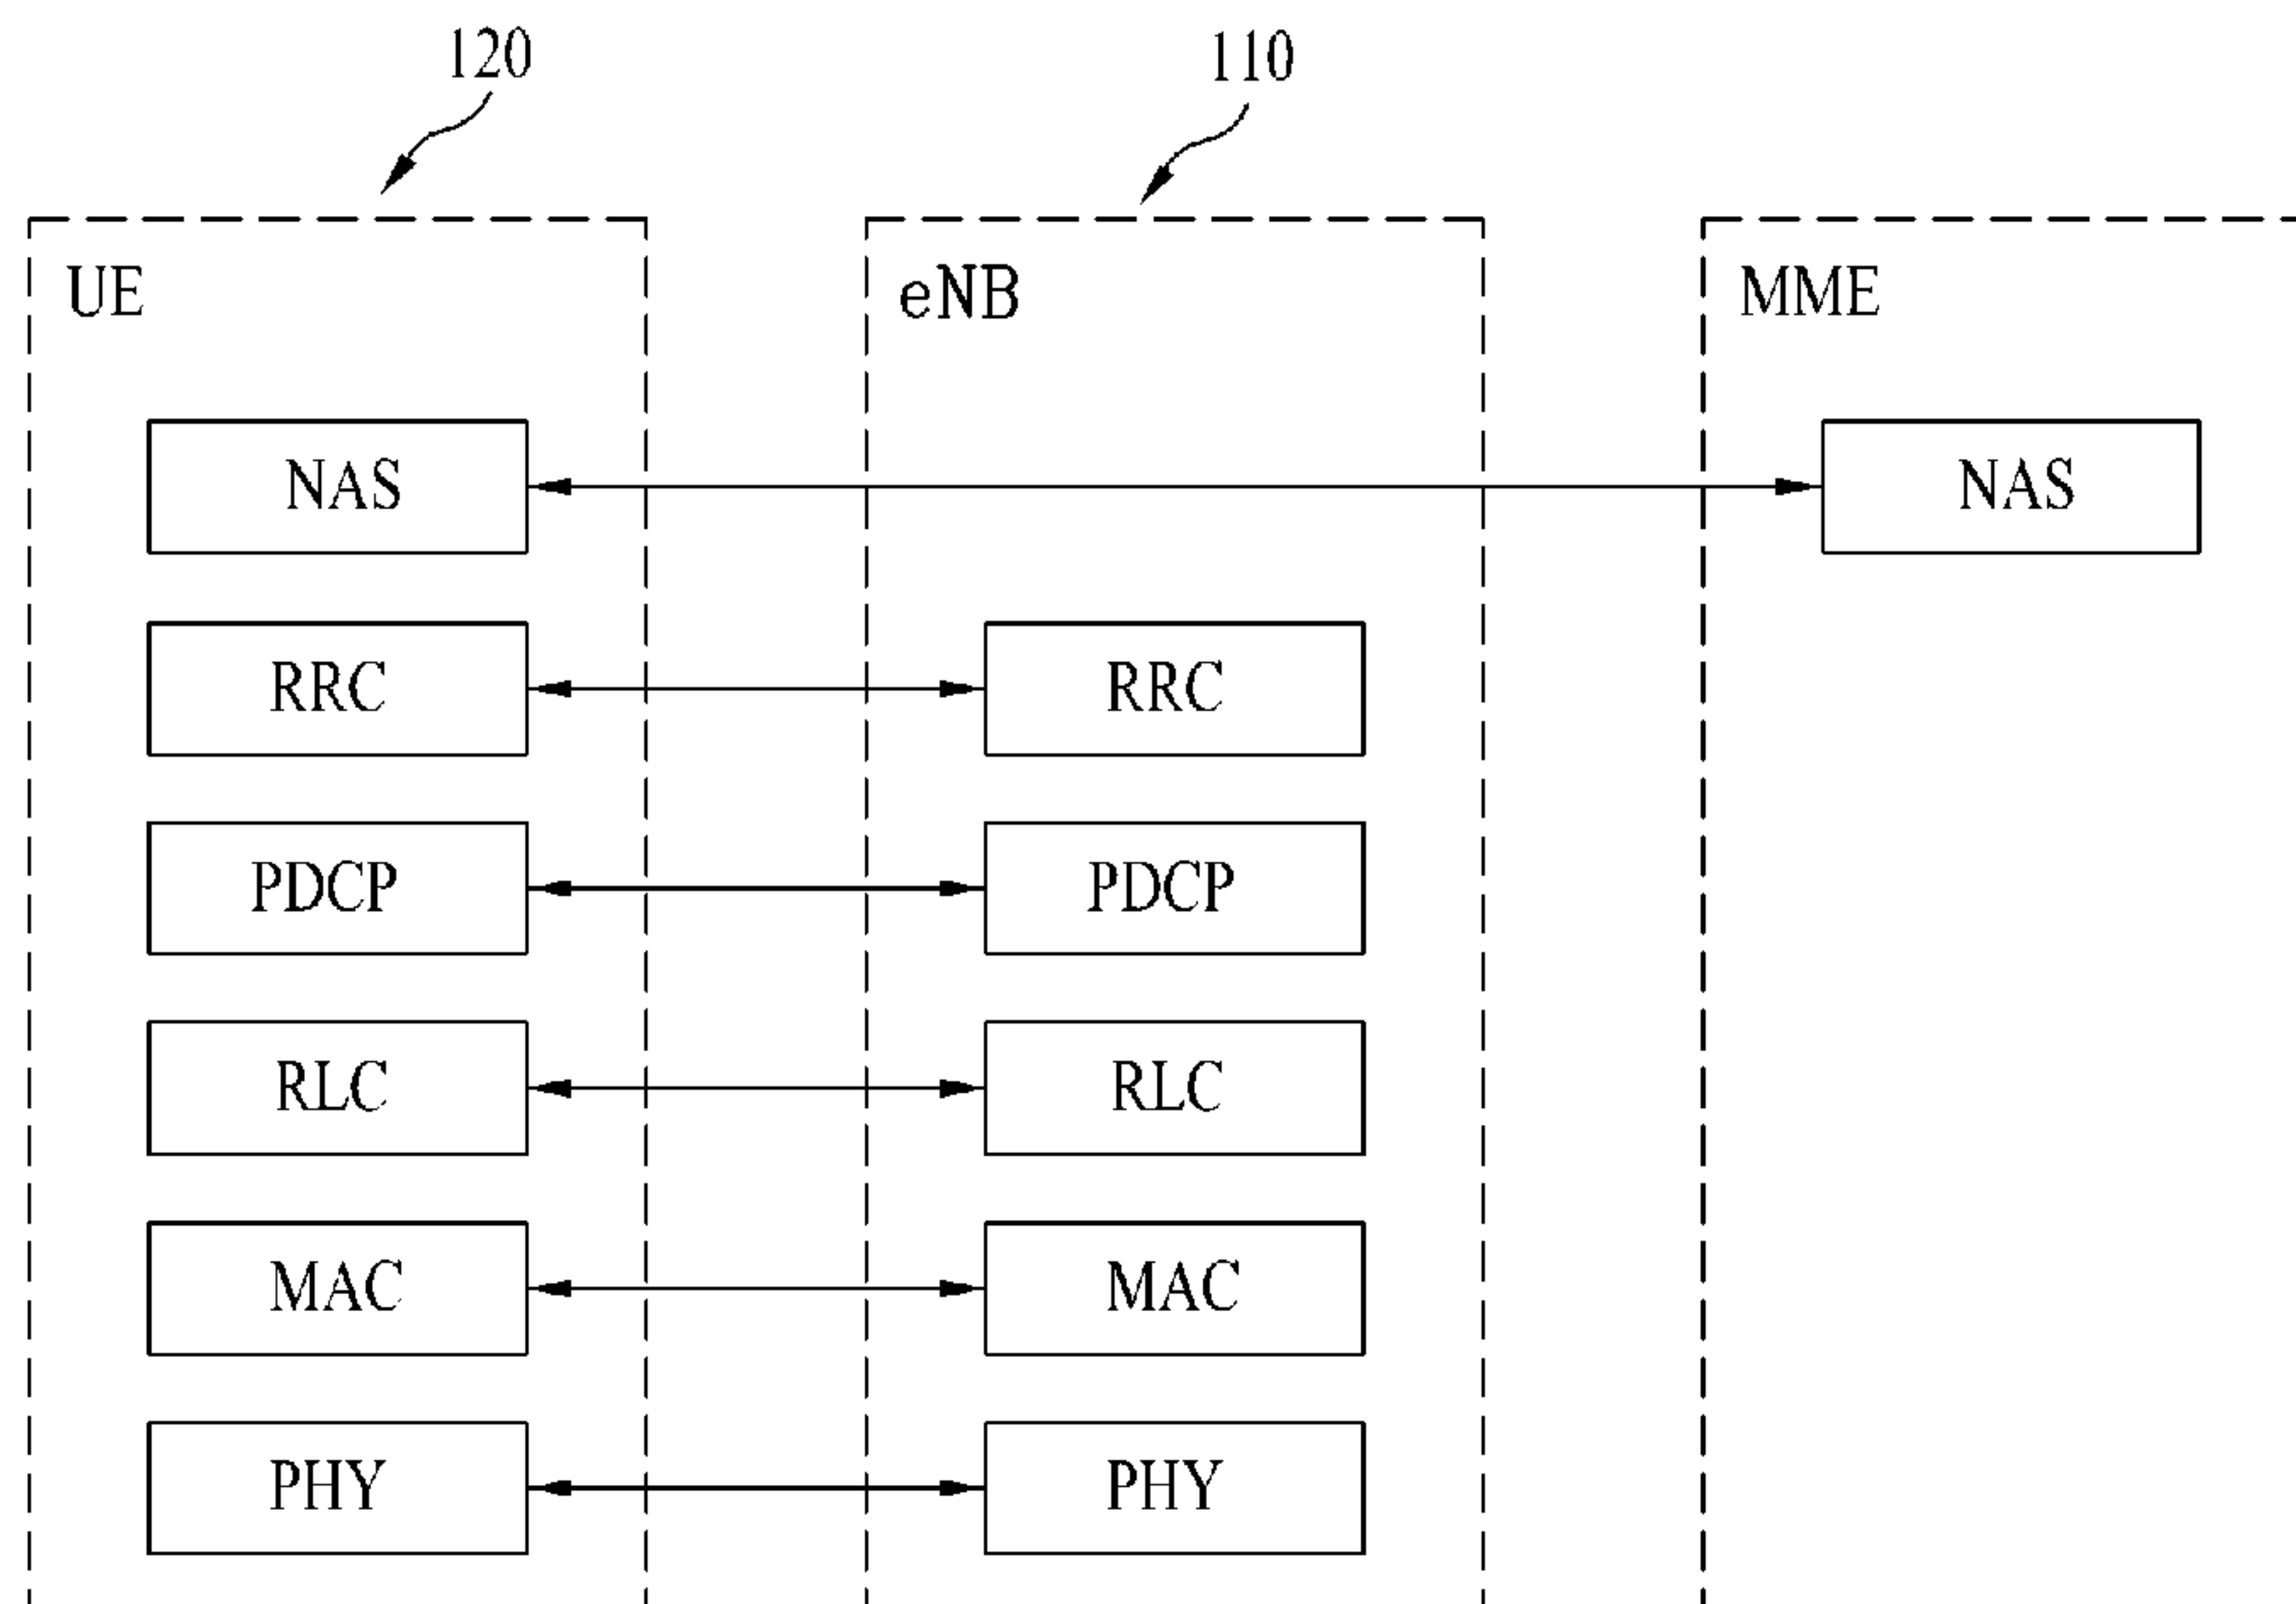 120 110
UE eNB MME
NAS NAS
RRC RRC
PDCP PDCP
RLC RLC
MAC MAC
PHY PHY